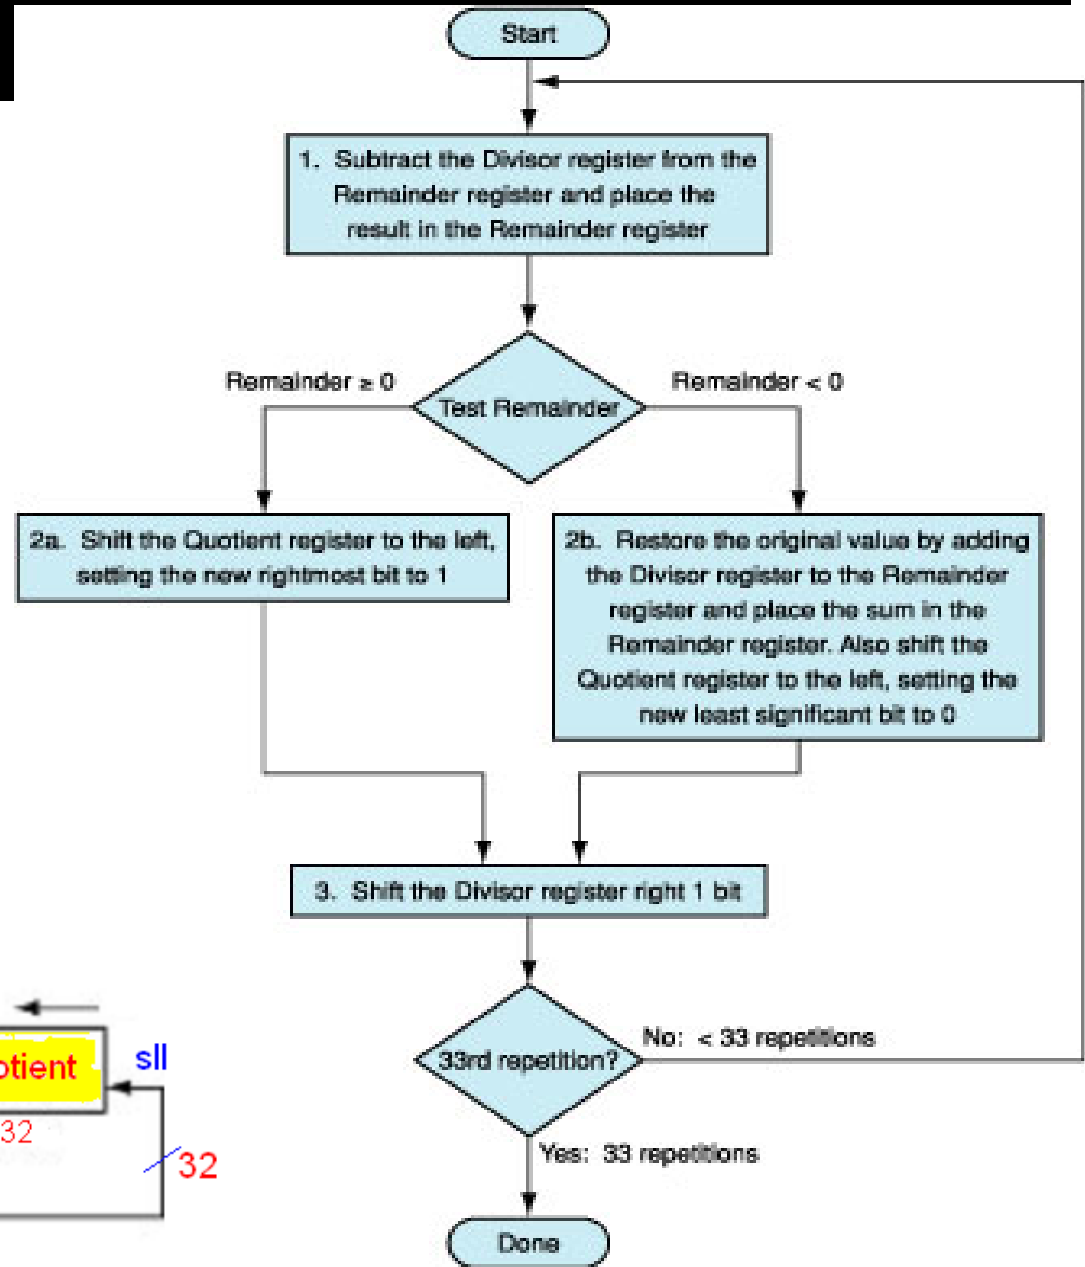 Start
1. Subtract the Divisor register from the
Remainder register and place the
result in the Remainder register
Remainder ≥ 0
Remainder < 0
Test Remainder
2a. Shift the Quotient register to the left,
setting the new rightmost bit to 1
2b. Restore the original value by adding
the Divisor register to the Remainder
register and place the sum in the
Remainder register. Also shift the
Quotient register to the left, setting the
new least significant bit to 0
3. Shift the Divisor register right 1 bit
33rd repetition?
No: < 33 repetitions
Yes: 33 repetitions
Done
otient
sll
32
32